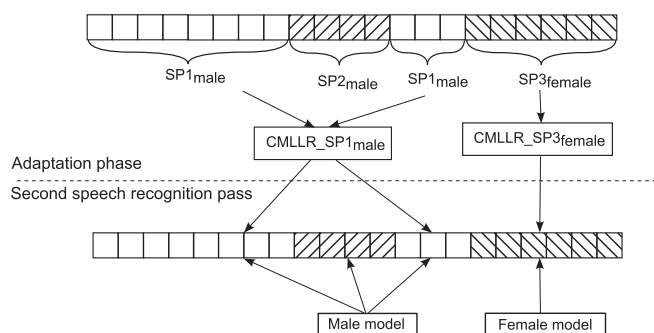 SP1male SP2male SP1male SP3female
CMLLR_SP1male CMLLR_SP3female
Adaptation phase
Second speech recognition pass
Male model Female model